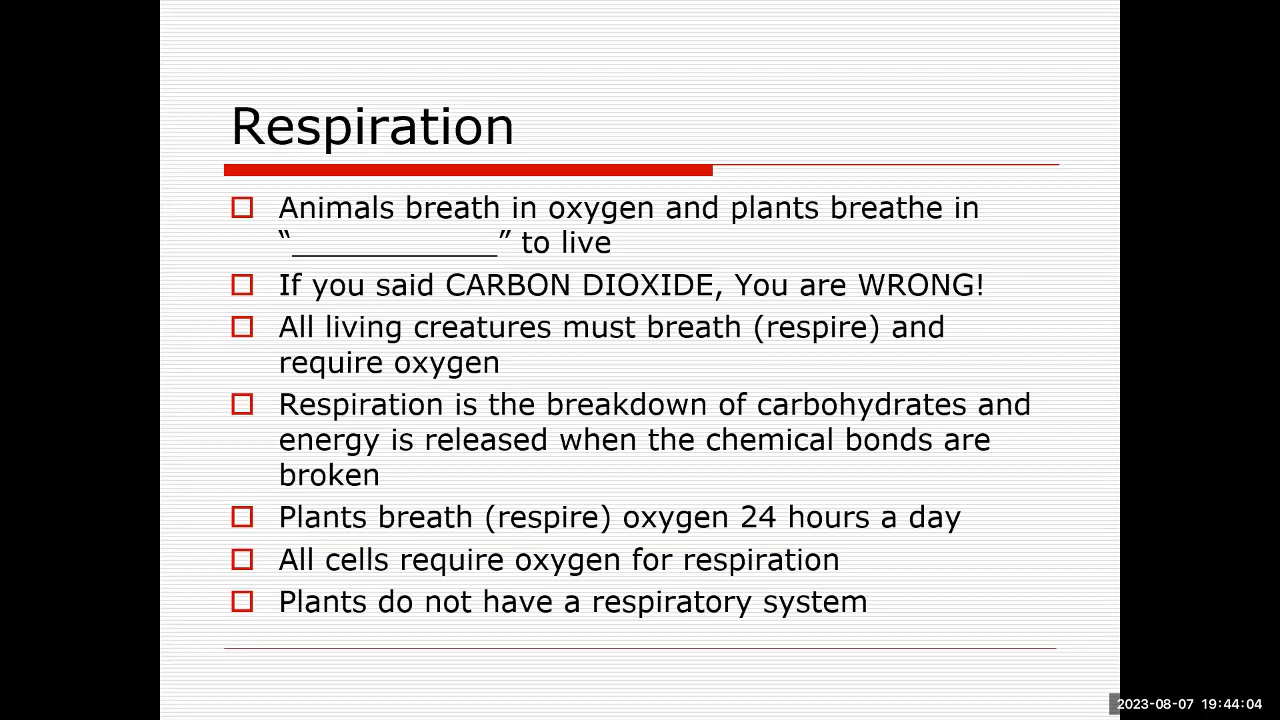 Respiration
Animals breath in oxygen and plants breathe in
“_____________” to live
If you said CARBON DIOXIDE, You are WRONG!
All living creatures must breath (respire) and
require oxygen
Respiration is the breakdown of carbohydrates and
energy is released when the chemical bonds are
broken
Plants breath (respire) oxygen 24 hours a day
All cells require oxygen for respiration
Plants do not have a respiratory system
2023-08-07 19:44:04